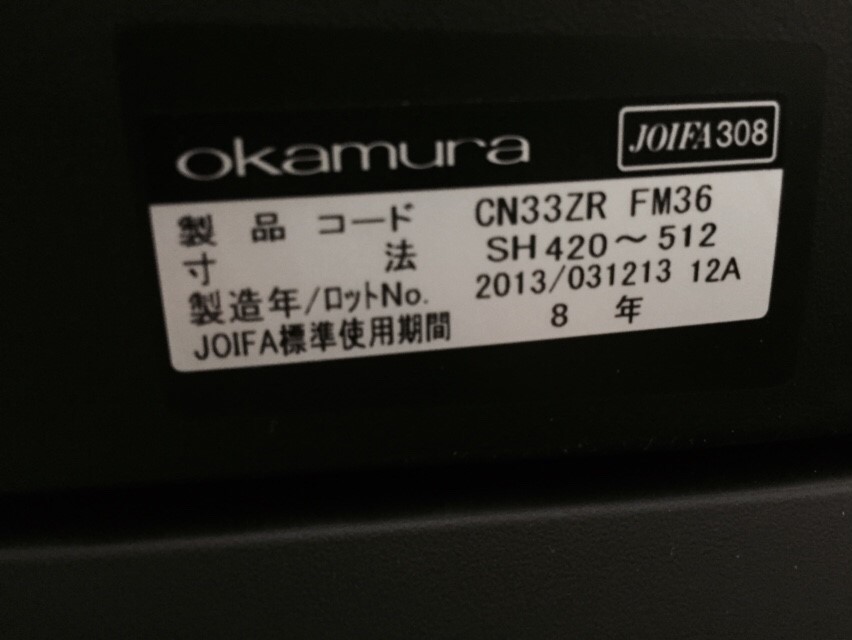 okamura JOIFA308
製品コード CN33ZR FM36
寸法 SH420～512
製造年/ロットNo. 2013/031213 12A
JOIFA標準使用期間 8年